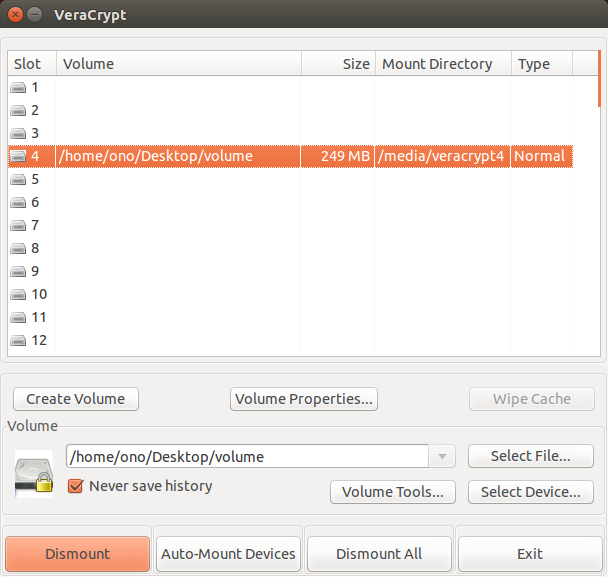 VeraCrypt
Slot Volume Size Mount Directory Type
1
2
3
4 /home/ono/Desktop/volume 249 MB /media/veracrypt4 Normal
5
6
7
8
9
10
11
12
Create Volume Volume Properties... Wipe Cache
Volume
/home/ono/Desktop/volume Select File...
Never save history Volume Tools... Select Device...
Dismount Auto-Mount Devices Dismount All Exit